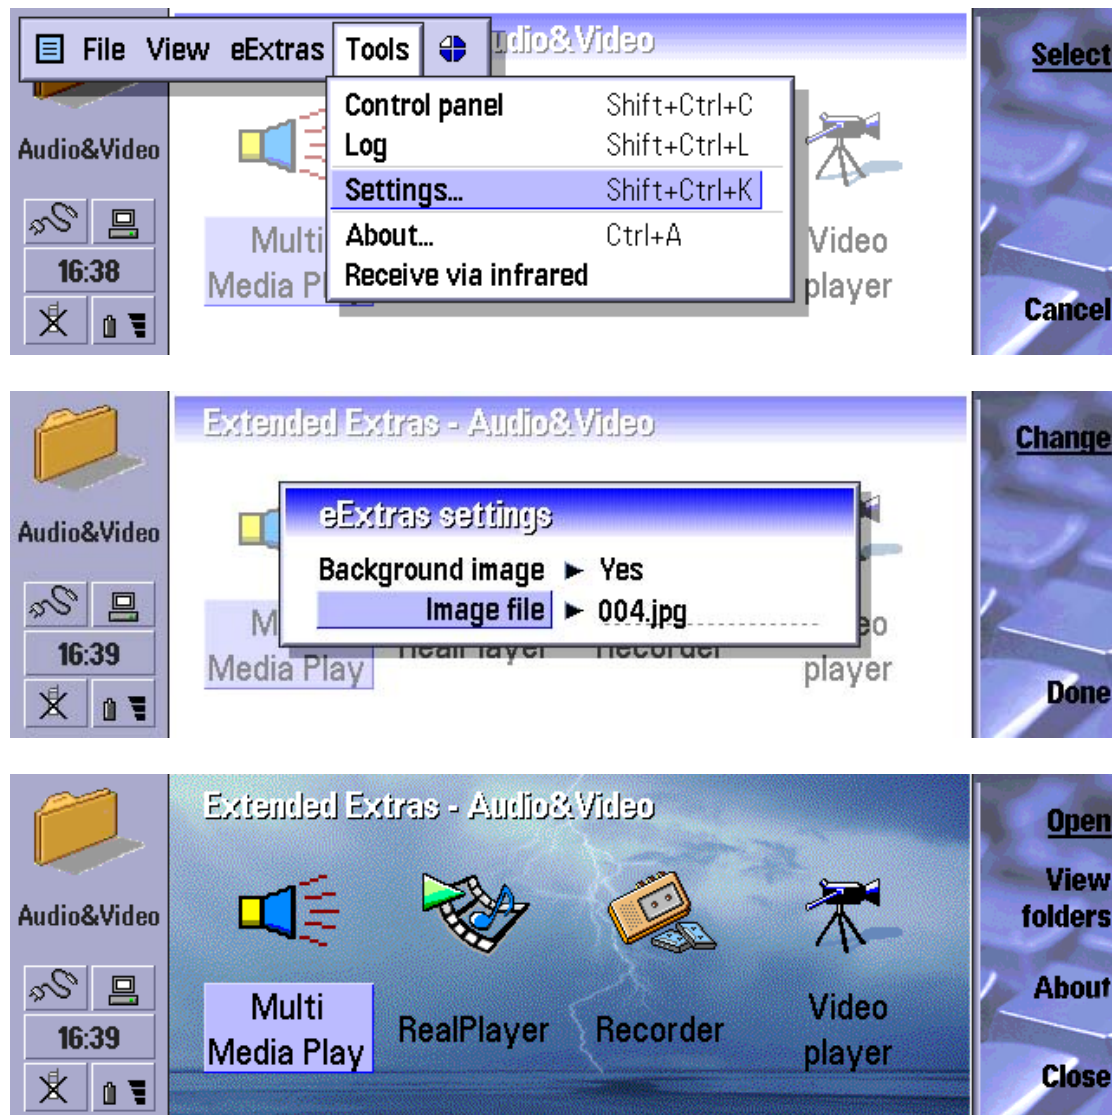 File View eExtras Tools
udio&Video
Select
Control panel Shift+Ctrl+C
Log Shift+Ctrl+L
Settings... Shift+Ctrl+K
About... Ctrl+A
Receive via infrared
Audio&Video
Multi
Media P
Video
player
16:38
Cancel
Extended Extras - Audio&Video
Change
eExtras settings
Background image Yes
Image file 004.jpg
Audio&Video
Media Play
player
16:39
Done
Extended Extras - Audio&Video
Open
View
folders
Audio&Video
About
Multi
Media Play
RealPlayer
Recorder
Video
player
16:39
Close